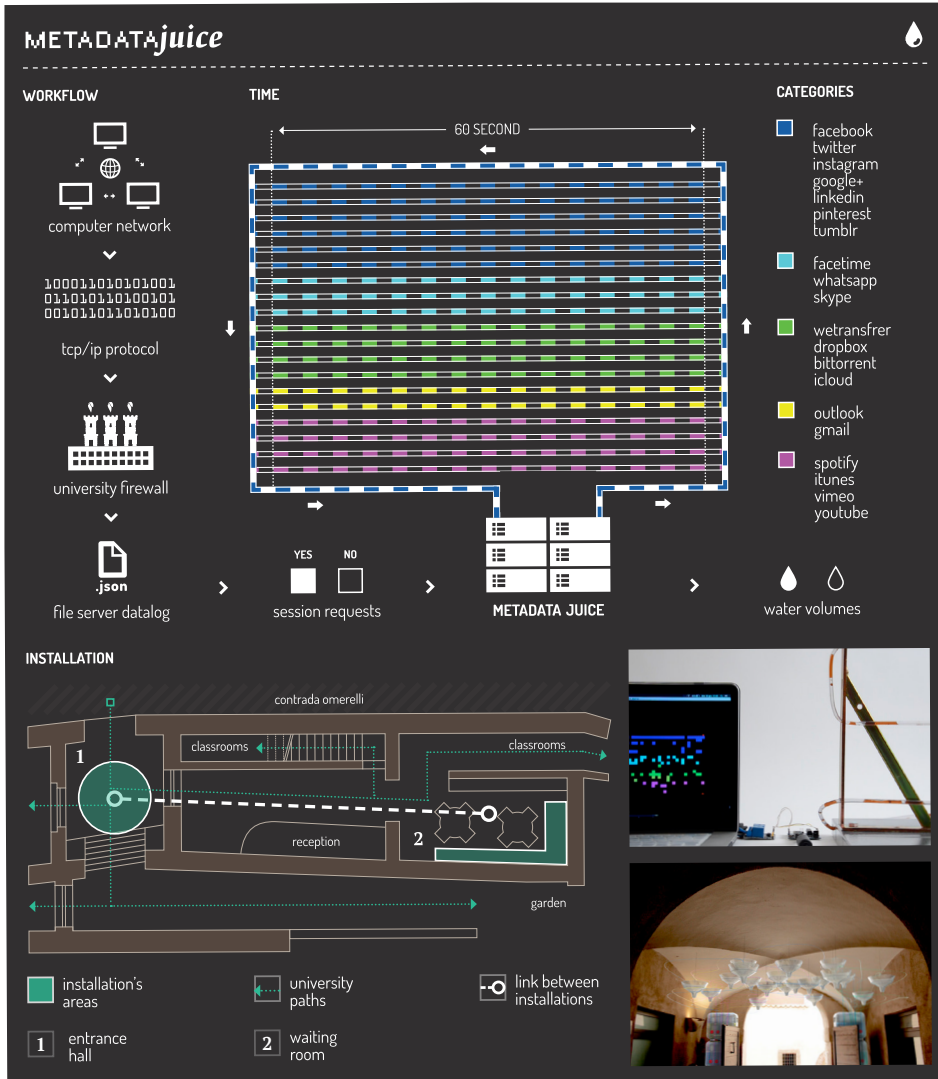 METADATAjuice
WORKFLOW
TIME
CATEGORIES
60 SECOND
computer network
100011010101001
011010110100101
001011011010100
tcp/ip protocol
university firewall
.json
file server datalog
YES
NO
session requests
METADATA JUICE
water volumes
facebook
twitter
instagram
google+
linkedin
pinterest
tumblr
facetime
whatsapp
skype
wetransfrer
dropbox
bittorrent
icloud
outlook
gmail
spotify
itunes
vimeo
youtube
INSTALLATION
contrada omerelli
classrooms
classrooms
1
reception
2
garden
installation's
areas
university
paths
link between
installations
1
entrance
hall
2
waiting
room